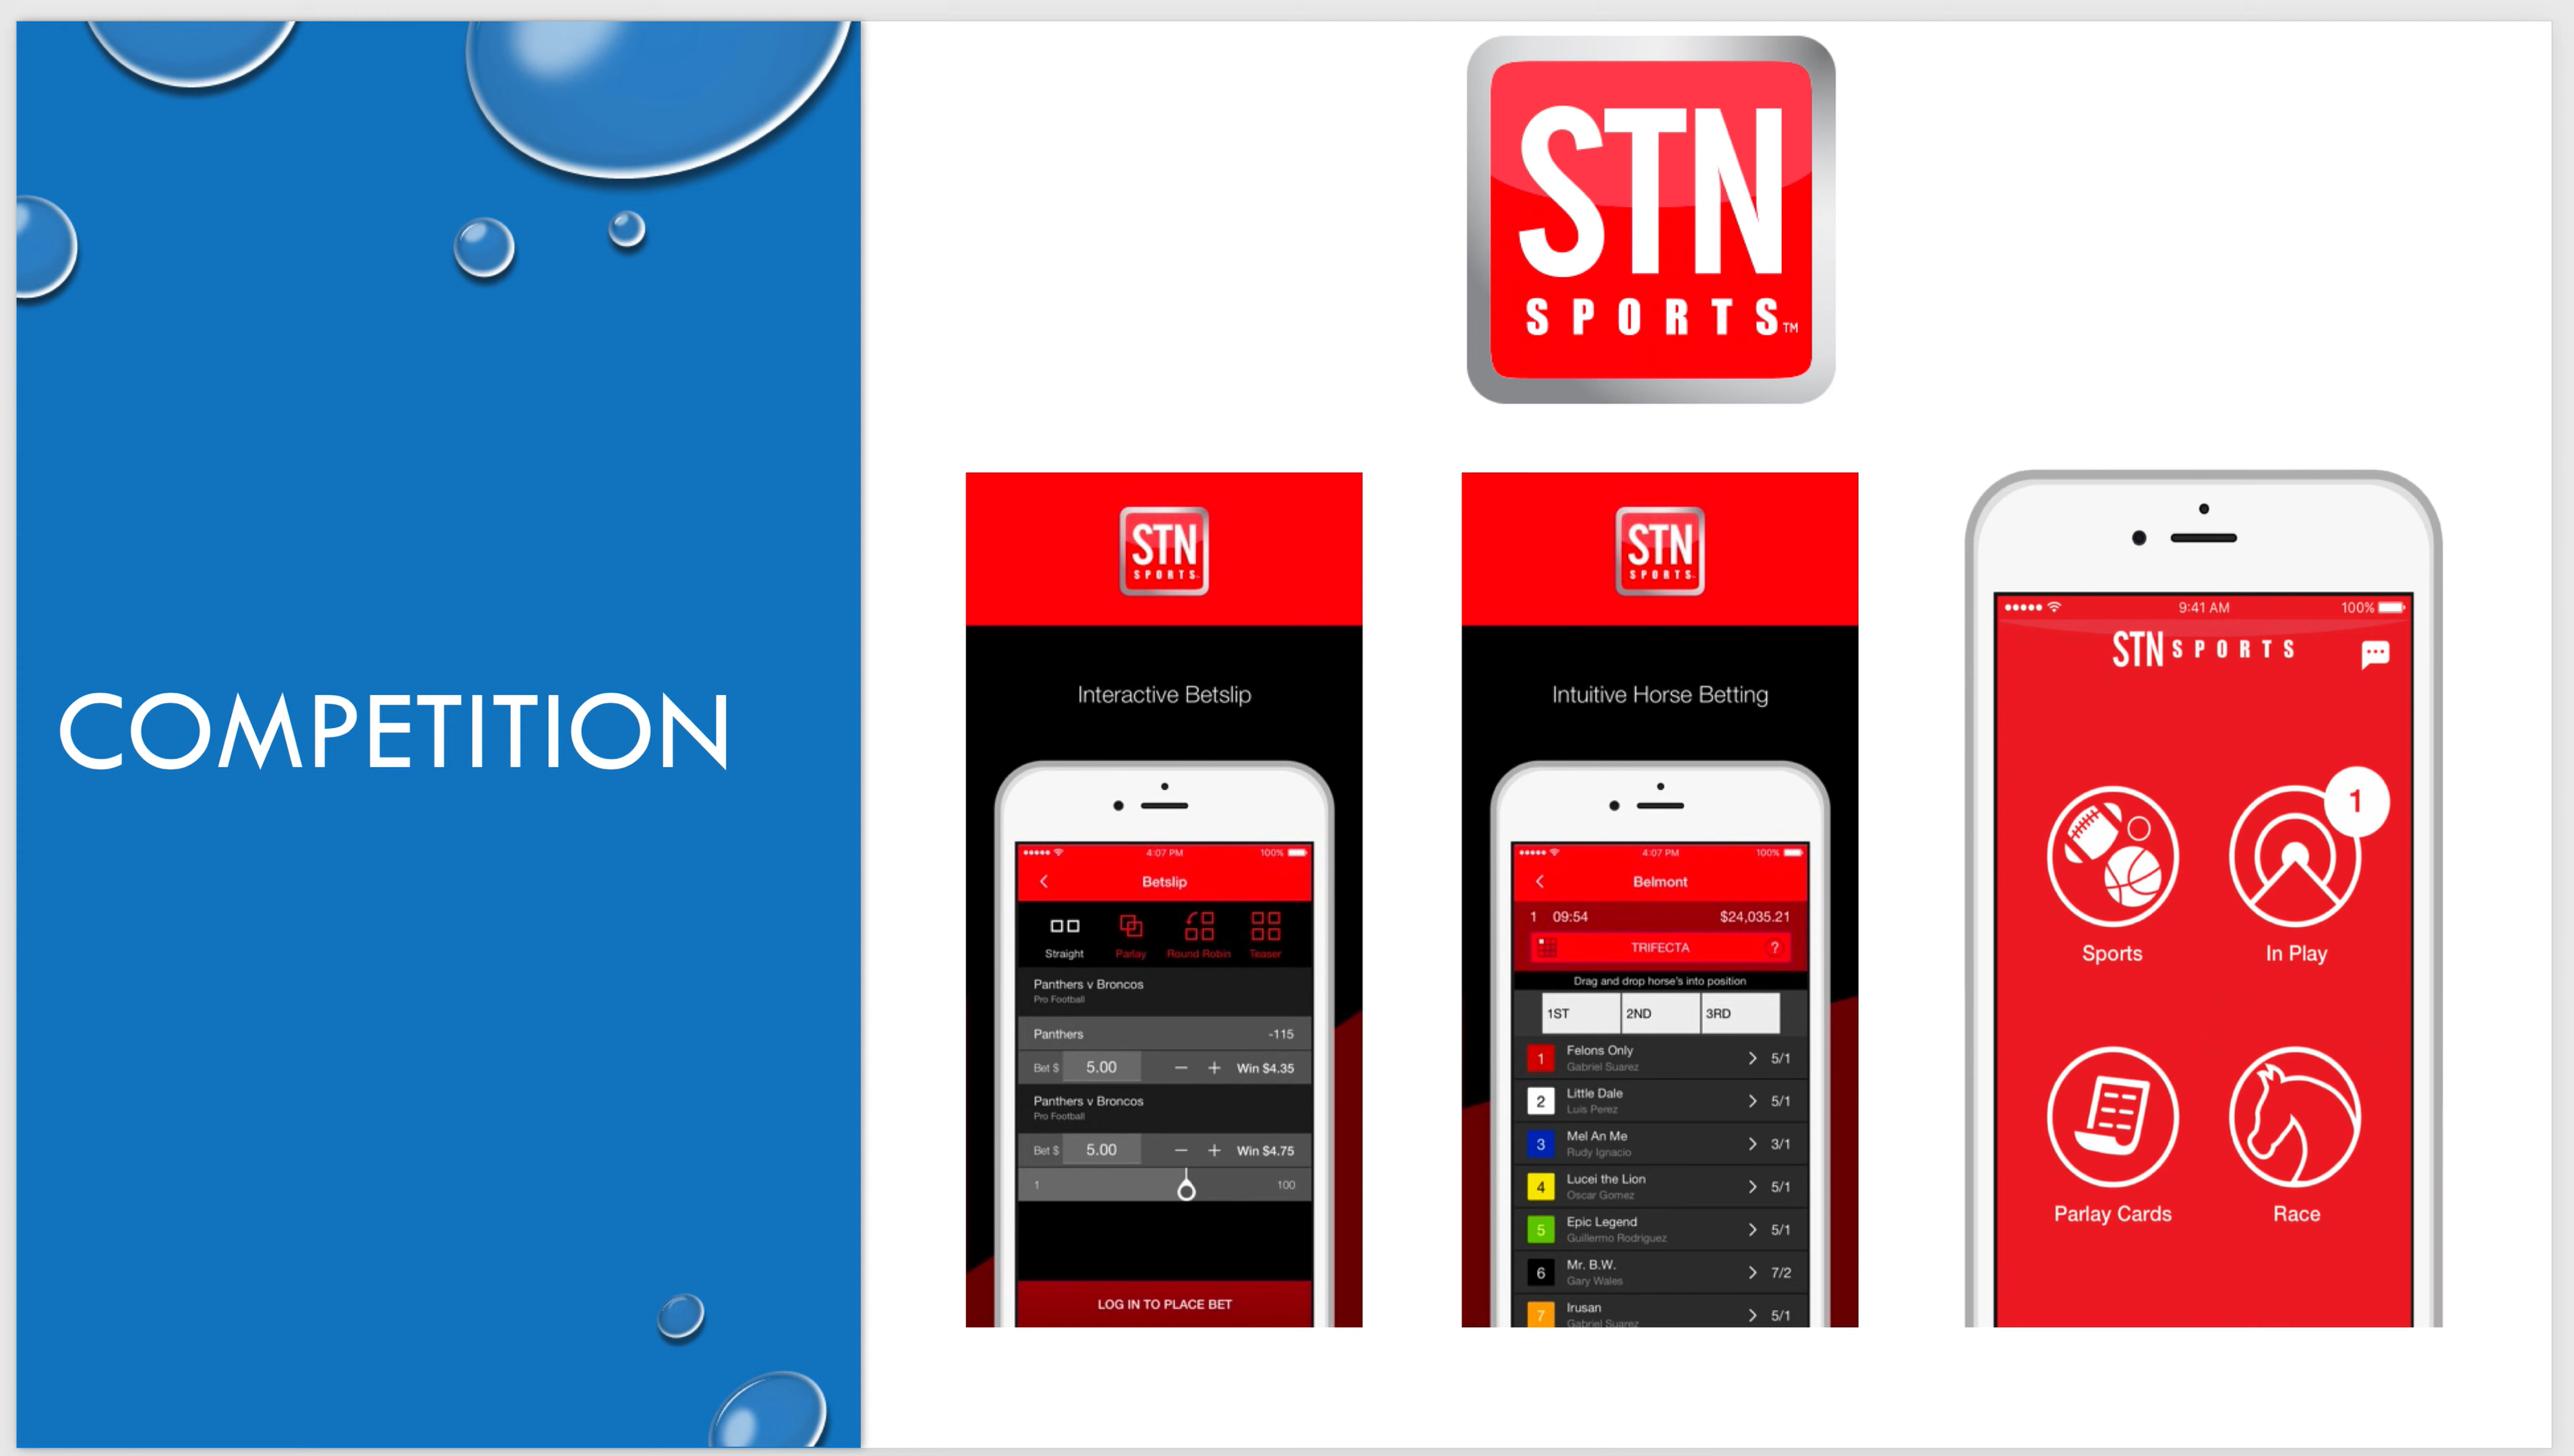 COMPETITION
STN
SPORTS™
STN
SPORTS
Interactive Betslip
4:07 PM 100%
Betslip
Straight Parlay Round Robin Teaser
Panthers v Broncos
Pro Football
Panthers -115
Bet $ 5.00 − + Win $4.35
Panthers v Broncos
Pro Football
Bet $ 5.00 − + Win $4.75
1 100
LOG IN TO PLACE BET
STN
SPORTS
Intuitive Horse Betting
4:07 PM 100%
Belmont
1 09:54 $24,035.21
TRIFECTA ?
Drag and drop horse's into position
1ST 2ND 3RD
1 Felons Only 5/1
Gabriel Suarez
2 Little Dale 5/1
Luis Perez
3 Mel An Me 3/1
Rudy Ignacio
4 Lucei the Lion 5/1
Oscar Gomez
5 Epic Legend 5/1
Guillermo Rodriguez
6 Mr. B.W. 7/2
Gary Wales
7 Irusan 5/1
Gabriel Suarez
9:41 AM 100%
STN SPORTS
1
Sports In Play
Parlay Cards Race